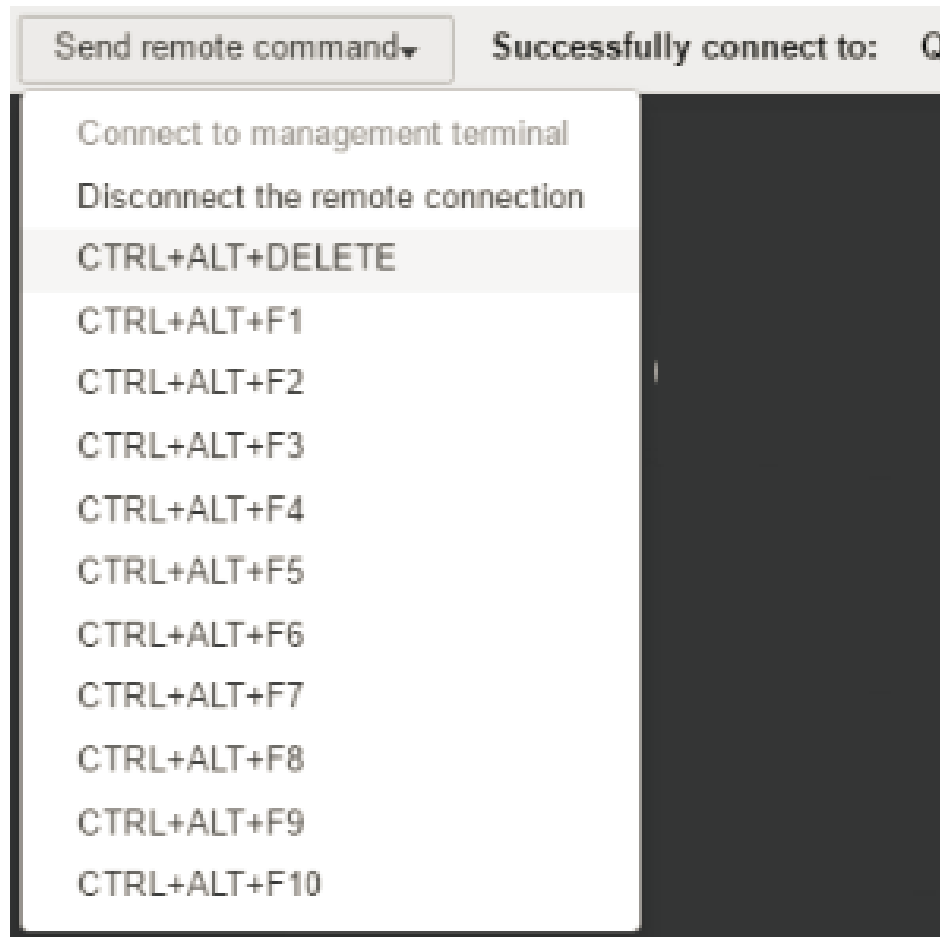 Send remote command
Successfully connect to: Q
Connect to management terminal
Disconnect the remote connection
CTRL+ALT+DELETE
CTRL+ALT+F1
CTRL+ALT+F2
CTRL+ALT+F3
CTRL+ALT+F4
CTRL+ALT+F5
CTRL+ALT+F6
CTRL+ALT+F7
CTRL+ALT+F8
CTRL+ALT+F9
CTRL+ALT+F10